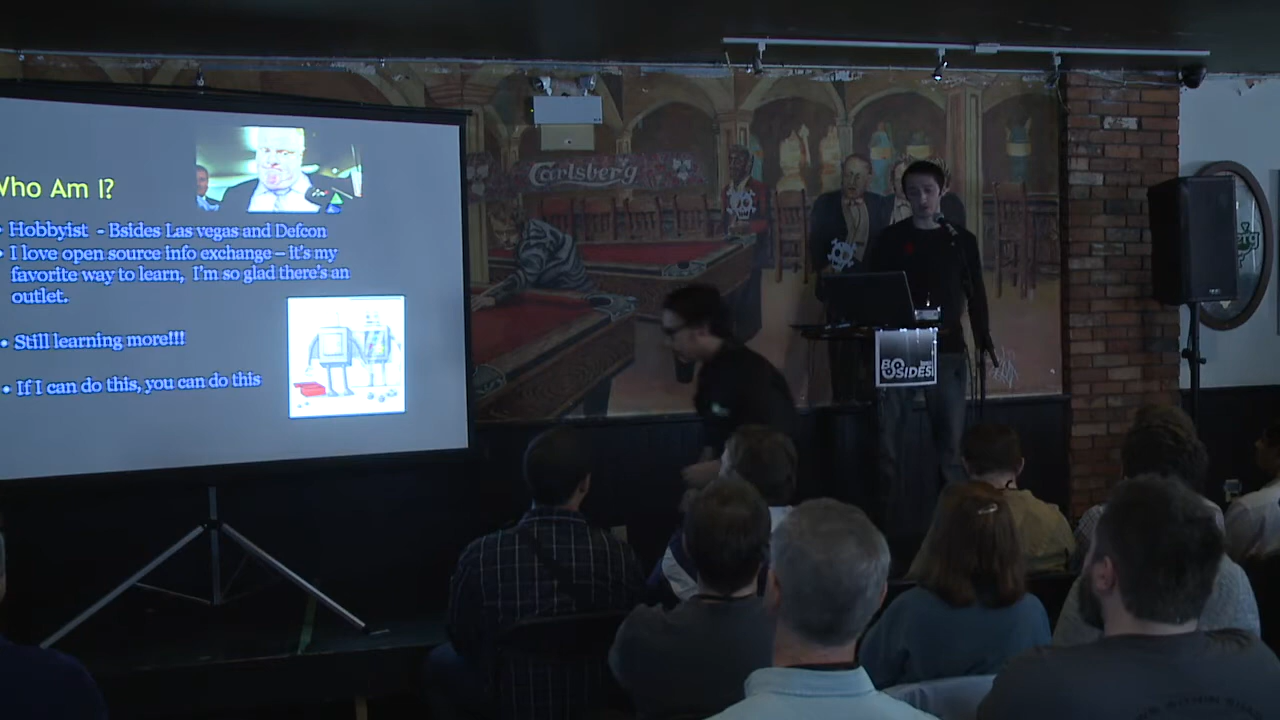 Who Am I?
• Hobbyist - Bsides Las vegas and Defcon
• I love open source info exchange – it's my
favorite way to learn, I'm so glad there's an
outlet.
• Still learning more!!!
• If I can do this, you can do this
Carlsberg
BSIDES